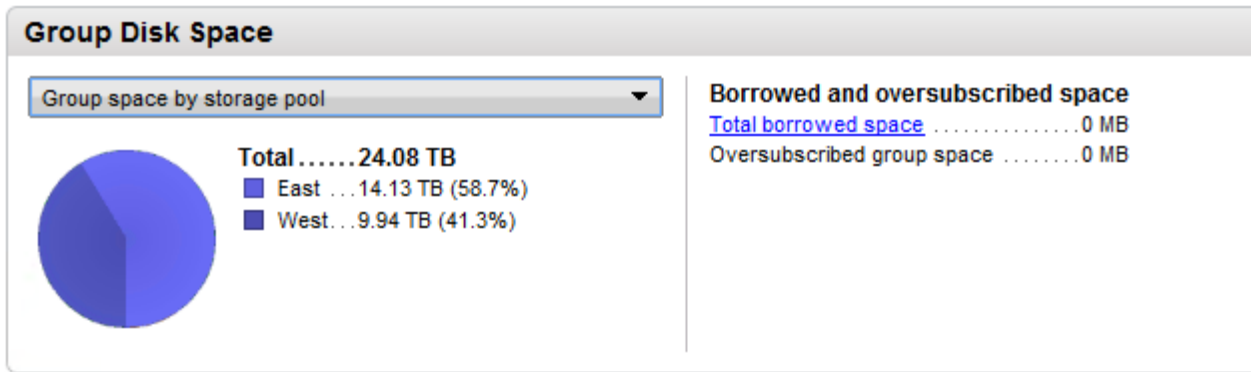 Group Disk Space
Group space by storage pool
Total......24.08 TB
East ...14.13 TB (58.7%)
West...9.94 TB (41.3%)
Borrowed and oversubscribed space
Total borrowed space ...............0 MB
Oversubscribed group space ........0 MB